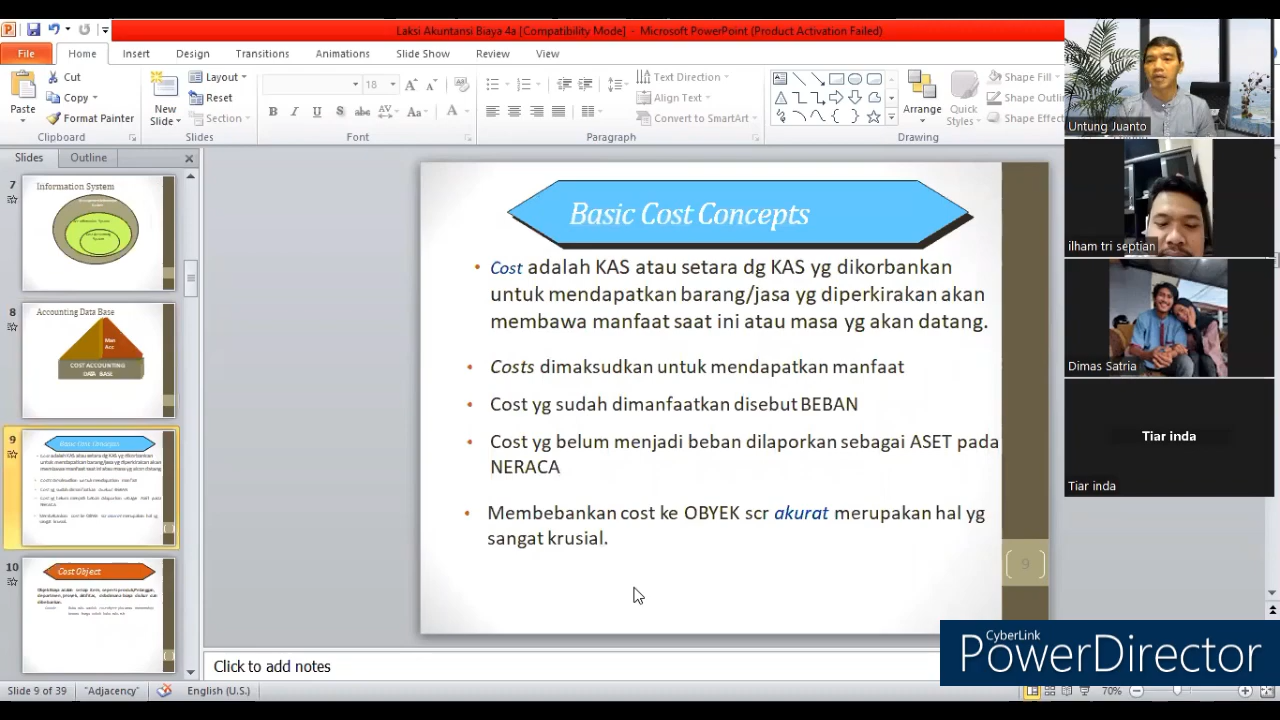 Laksi Akuntansi Biaya 4a [Compatibility Mode] - Microsoft PowerPoint (Product Activation Failed)
File Home Insert Design Transitions Animations Slide Show Review View
Paste
Cut
Copy
Format Painter
Clipboard
New Slide
Layout
Reset
Section
Slides
18
B I U S abc AV Aa A
Font
Text Direction
Align Text
Convert to SmartArt
Paragraph
Arrange
Quick Styles
Shape Fill
Shape
Shape Effec
Drawing
Slides Outline
7
Information System
8
Accounting Data Base
Man Acc
COST ACCOUNTING
DATA BASE
9
Basic Cost Concepts
10
Cost Object
Basic Cost Concepts
• Cost adalah KAS atau setara dg KAS yg dikorbankan
untuk mendapatkan barang/jasa yg diperkirakan akan
membawa manfaat saat ini atau masa yg akan datang.
• Costs dimaksudkan untuk mendapatkan manfaat
• Cost yg sudah dimanfaatkan disebut BEBAN
• Cost yg belum menjadi beban dilaporkan sebagai ASET pada
NERACA
• Membebankan cost ke OBYEK scr akurat merupakan hal yg
sangat krusial.
9
Click to add notes
Slide 9 of 39 "Adjacency" English (U.S.) 70%
Untung Juanto
ilham tri septian
Dimas Satria
Tiar inda
Tiar inda
CyberLink
PowerDirector